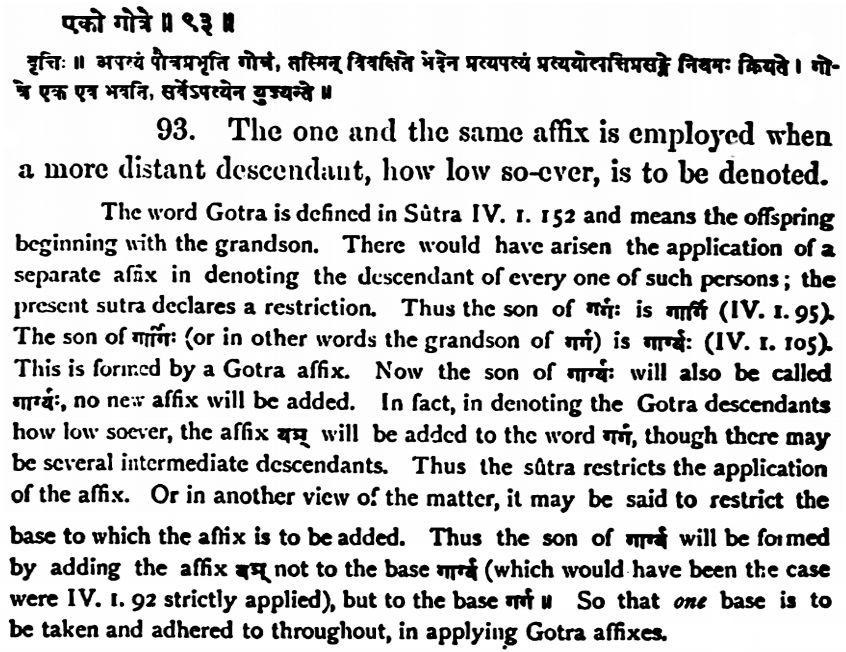 एको गोत्रे ॥ ९३ ॥
वृत्तिः ॥ अपत्यं पौत्रप्रभृति गोत्रं, तस्मिन् विवक्षिते भेदेन प्रत्यपत्यं प्रत्ययोत्पत्तिप्रसङ्गे नियमः क्रियते । गो-
त्रे एक एव भवति, सर्वेऽपत्येन युज्यन्ते ॥
93. The one and the same affix is employed when
a more distant descendant, how low so-ever, is to be denoted.
The word Gotra is defined in Sûtra IV. 1. 152 and means the offspring
beginning with the grandson. There would have arisen the application of a
separate affix in denoting the descendant of every one of such persons; the
present sutra declares a restriction. Thus the son of गर्गः is गार्गि (IV. 1. 95).
The son of गार्गिः (or in other words the grandson of गर्ग) is गार्ग्यः (IV. 1. 105).
This is formed by a Gotra affix. Now the son of गार्ग्यः will also be called
गार्ग्यः, no new affix will be added. In fact, in denoting the Gotra descendants
how low soever, the affix यञ् will be added to the word गर्ग, though there may
be several intermediate descendants. Thus the sûtra restricts the application
of the affix. Or in another view of the matter, it may be said to restrict the
base to which the affix is to be added. Thus the son of गार्ग्य will be formed
by adding the affix यञ् not to the base गार्ग्य (which would have been the case
were IV. 1. 92 strictly applied), but to the base गर्ग ॥ So that one base is to
be taken and adhered to throughout, in applying Gotra affixes.